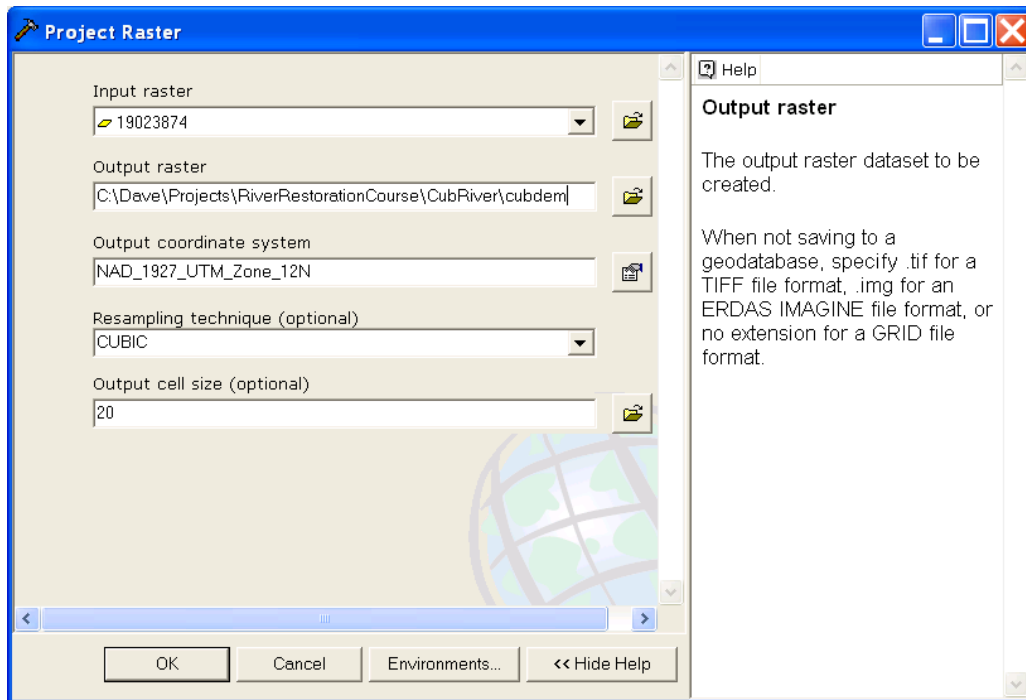 Project Raster
Input raster
19023874
Output raster
C:\Dave\Projects\RiverRestorationCourse\CubRiver\cubdem
Output coordinate system
NAD_1927_UTM_Zone_12N
Resampling technique (optional)
CUBIC
Output cell size (optional)
20
OK
Cancel
Environments...
<< Hide Help
Help
Output raster
The output raster dataset to be
created.
When not saving to a
geodatabase, specify .tif for a
TIFF file format, .img for an
ERDAS IMAGINE file format, or
no extension for a GRID file
format.